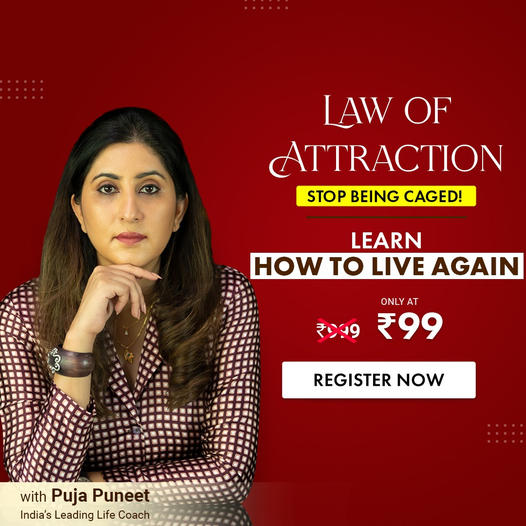 LAW OF
ATTRACTION
STOP BEING CAGED!
LEARN
HOW TO LIVE AGAIN
ONLY AT
₹999 ₹99
REGISTER NOW
with Puja Puneet
India's Leading Life Coach